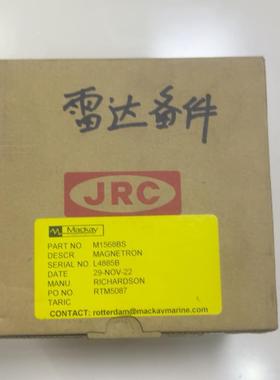 雷达备件
JRC
Mackay
PART NO. M1568BS
DESCR MAGNETRON
SERIAL NO. L4885B
DATE 29-NOV-22
MANU RICHARDSON
PO NO. RTM5087
TARIC
CONTACT: rotterdam@mackaymarine.com